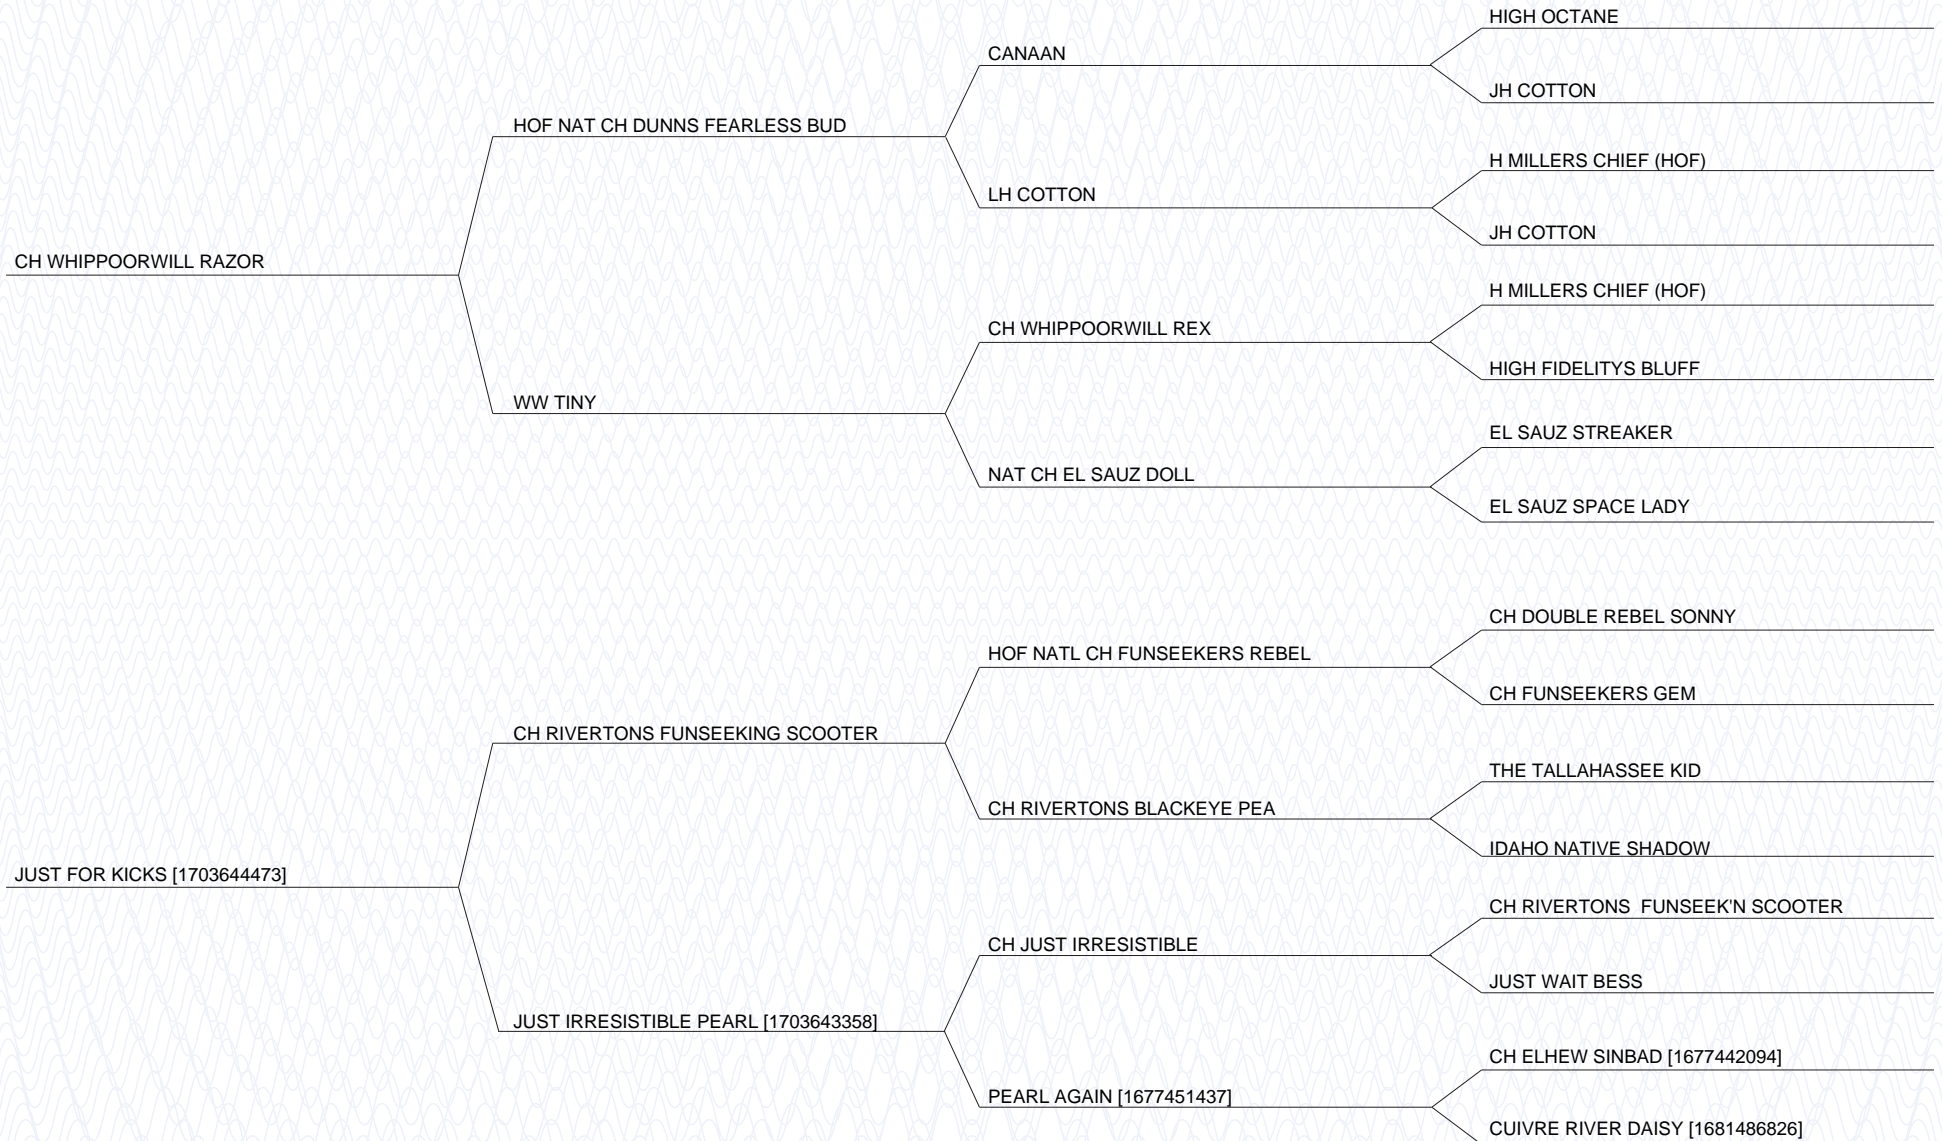 HIGH OCTANE
CANAAN
JH COTTON
HOF NAT CH DUNNS FEARLESS BUD
H MILLERS CHIEF (HOF)
LH COTTON
JH COTTON
CH WHIPPOORWILL RAZOR
H MILLERS CHIEF (HOF)
CH WHIPPOORWILL REX
HIGH FIDELITYS BLUFF
WW TINY
EL SAUZ STREAKER
NAT CH EL SAUZ DOLL
EL SAUZ SPACE LADY
CH DOUBLE REBEL SONNY
HOF NATL CH FUNSEEKERS REBEL
CH FUNSEEKERS GEM
CH RIVERTONS FUNSEEKING SCOOTER
THE TALLAHASSEE KID
CH RIVERTONS BLACKEYE PEA
IDAHO NATIVE SHADOW
JUST FOR KICKS [1703644473]
CH RIVERTONS  FUNSEEK'N SCOOTER
CH JUST IRRESISTIBLE
JUST WAIT BESS
JUST IRRESISTIBLE PEARL [1703643358]
CH ELHEW SINBAD [1677442094]
PEARL AGAIN [1677451437]
CUIVRE RIVER DAISY [1681486826]